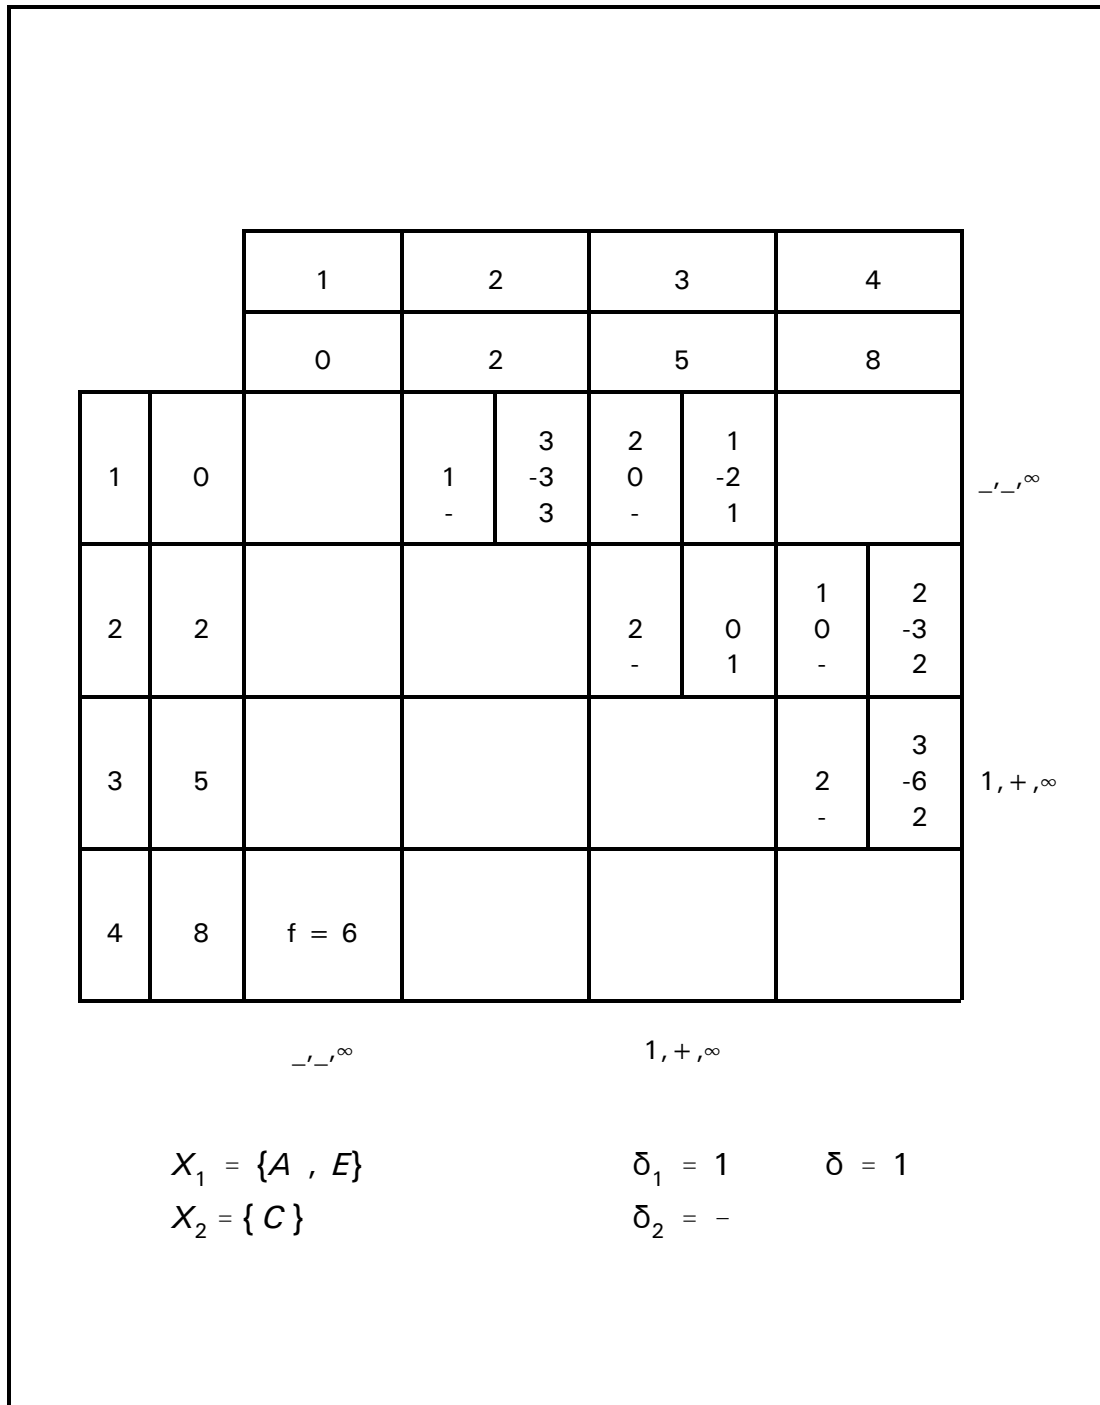 1 2 3 4
0 2 5 8
3 2 1
1 0 1 -3 0 -2 _,_,∞
- 3 - 1
1 2
2 2 2 0 0 -3
- 1 - 2
3
3 5 2 -6 1,+,∞
- 2
4 8 f = 6
_,_,∞ 1,+,∞
X₁ = {A , E} δ₁ = 1 δ = 1
X₂ = { C } δ₂ = −